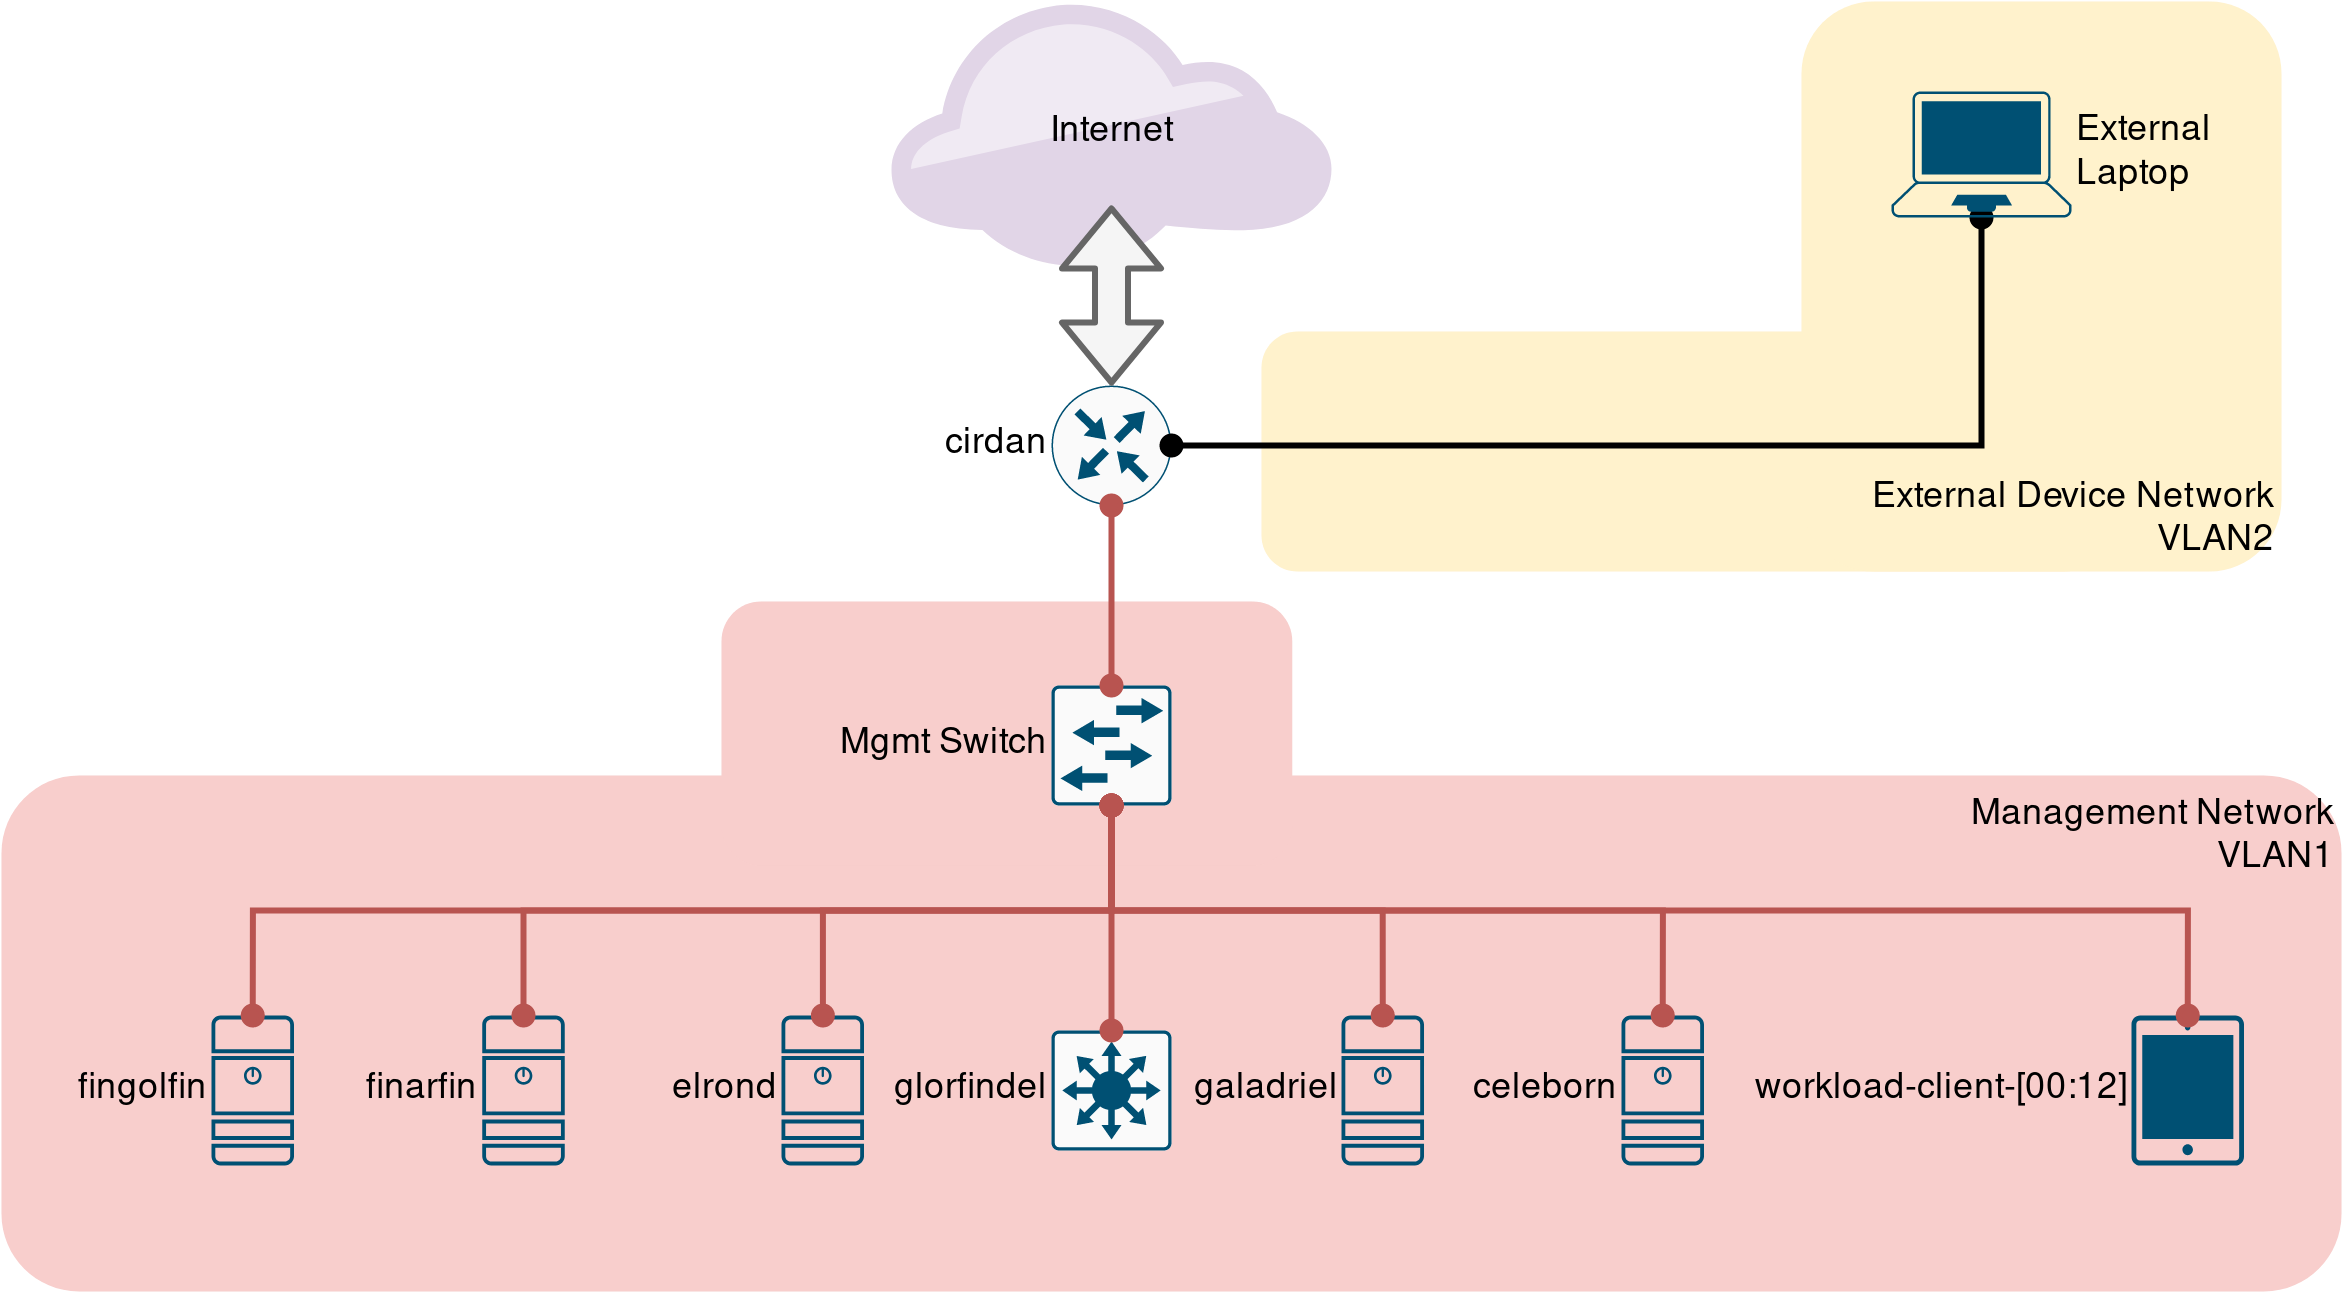 Internet
External
Laptop
cirdan
External Device Network
VLAN2
Mgmt Switch
Management Network
VLAN1
fingolfin
finarfin
elrond
glorfindel
galadriel
celeborn
workload-client-[00:12]